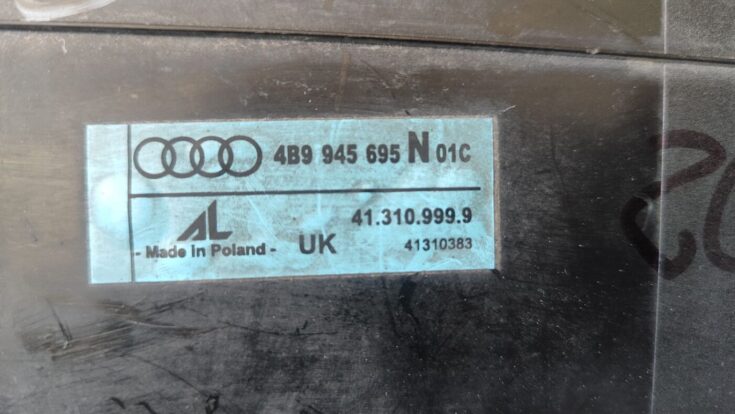 4B9 945 695 N 01C
AL
41.310.999.9
- Made in Poland - UK 41310383